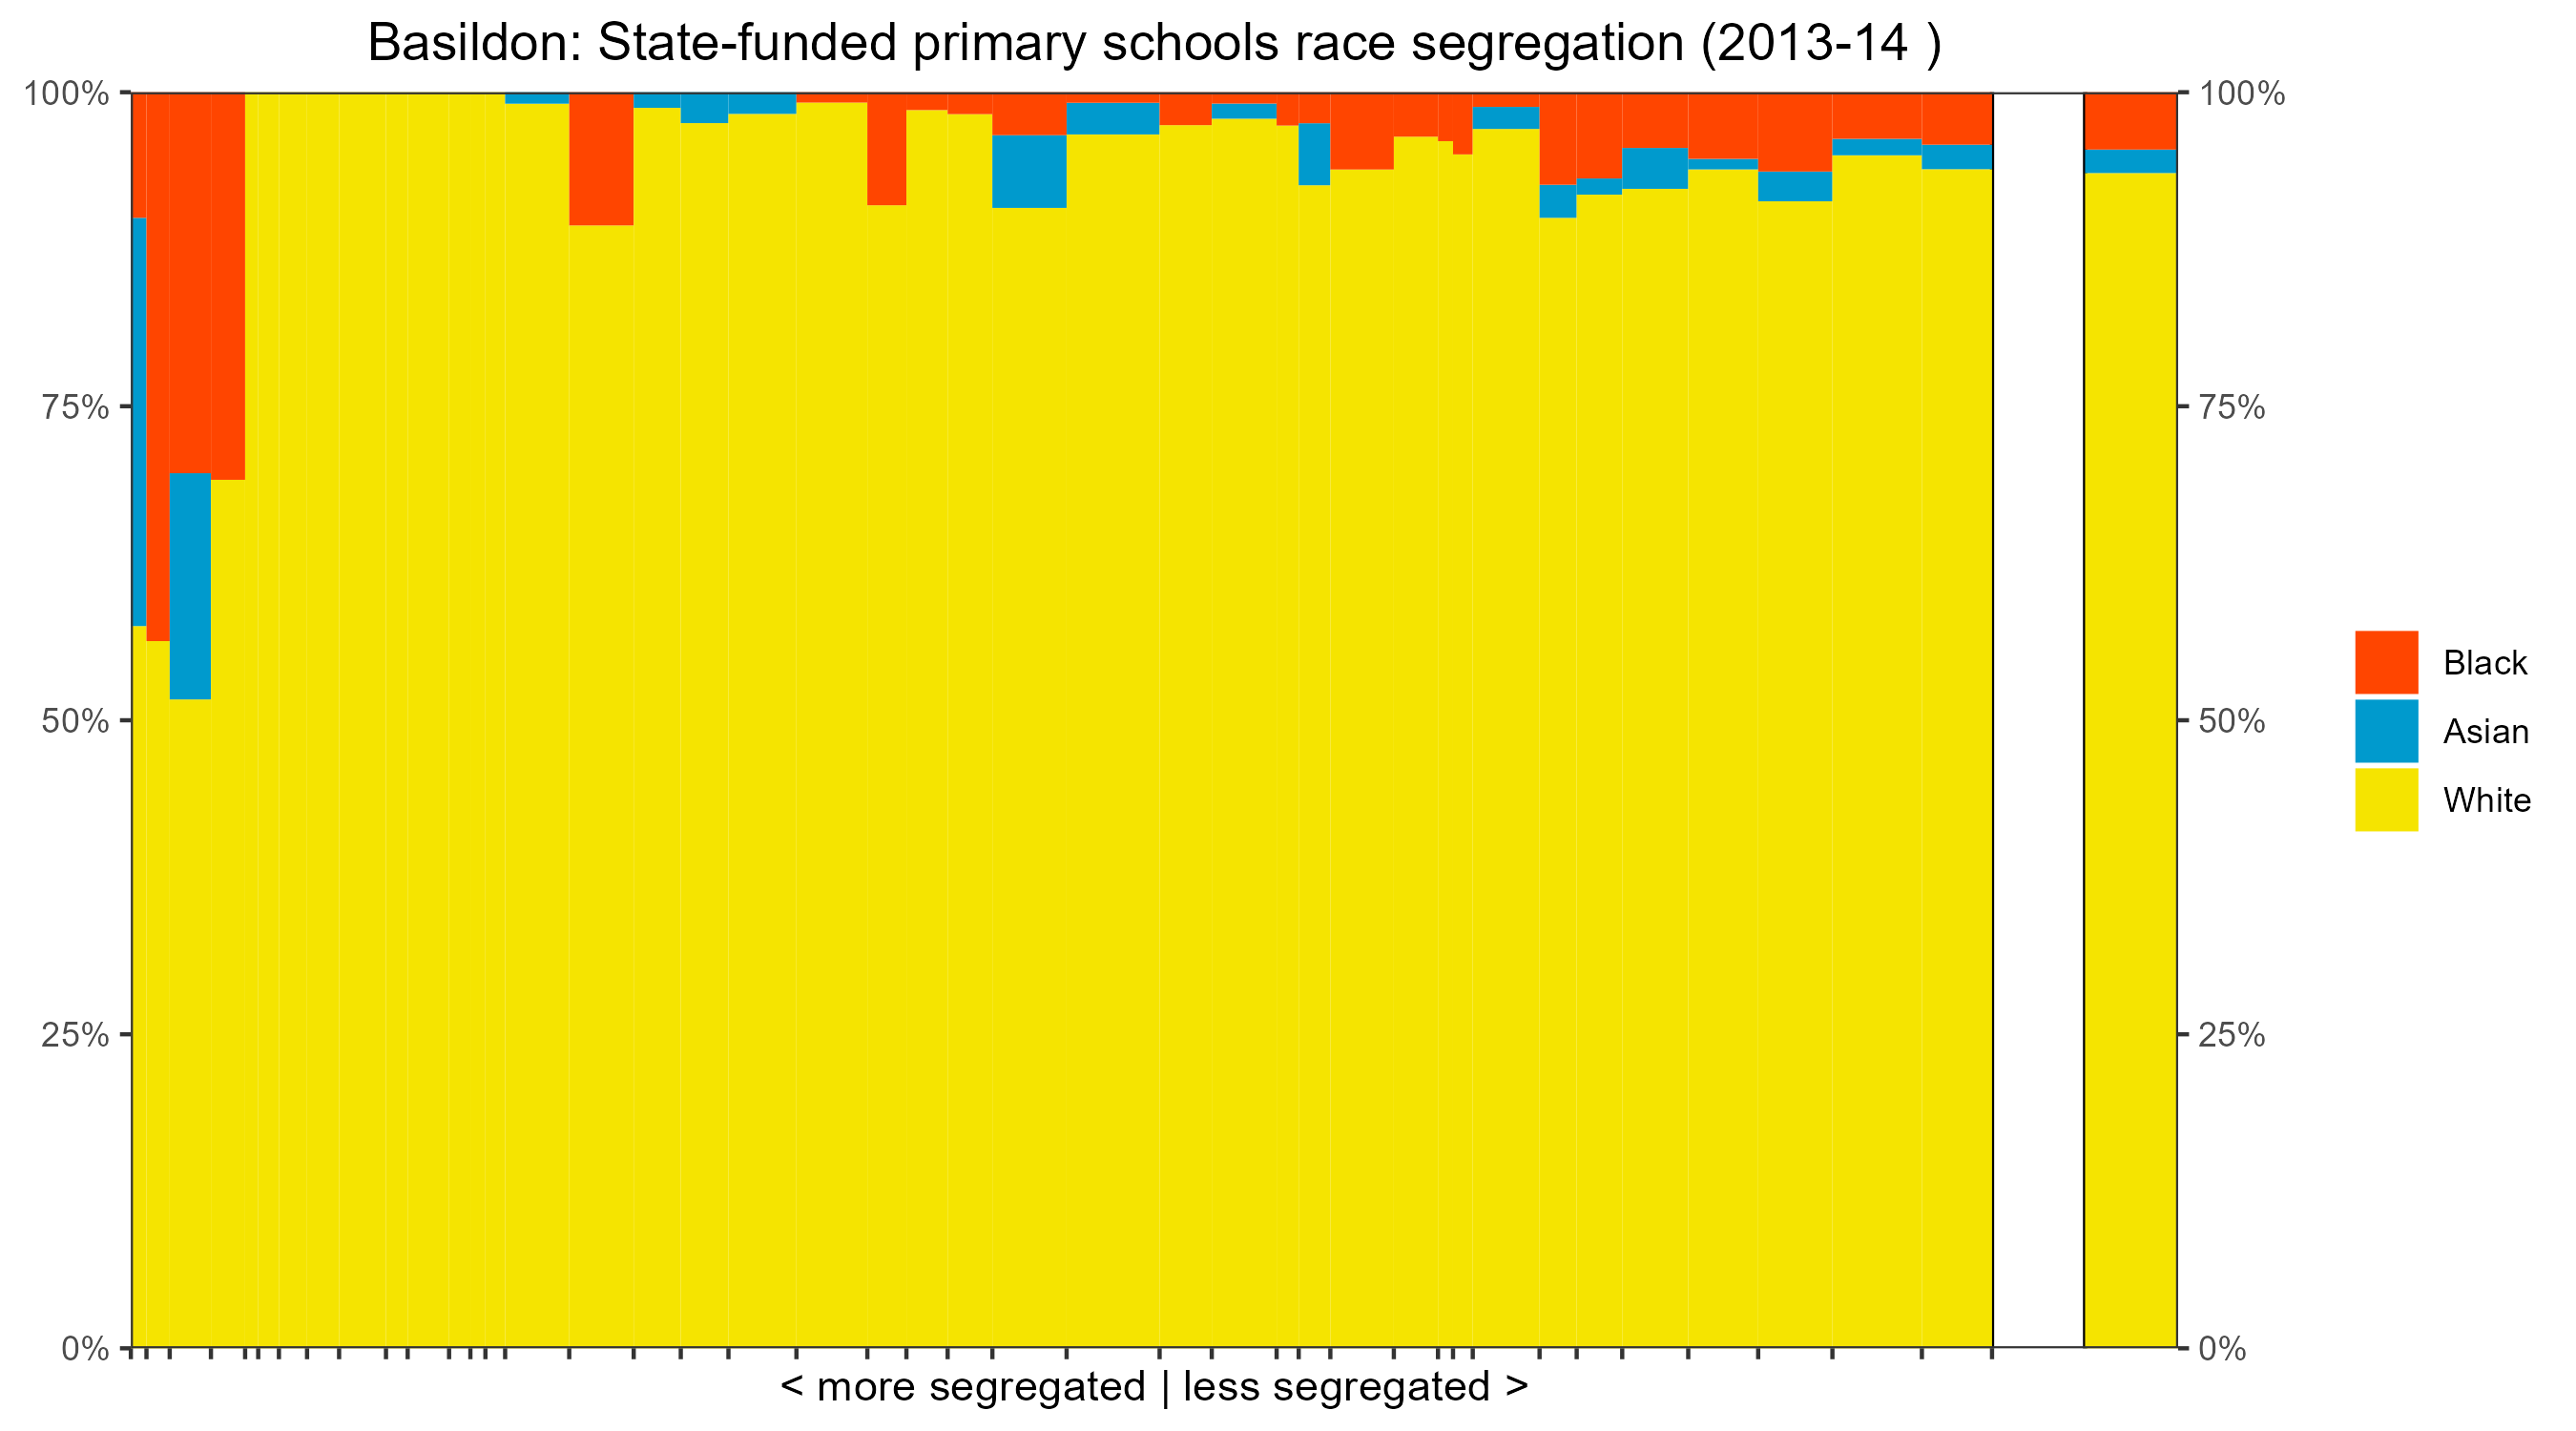 Basildon: State-funded primary schools race segregation (2013-14 )
100%
75%
50%
25%
0%
100%
75%
50%
25%
0%
Black
Asian
White
< more segregated | less segregated >